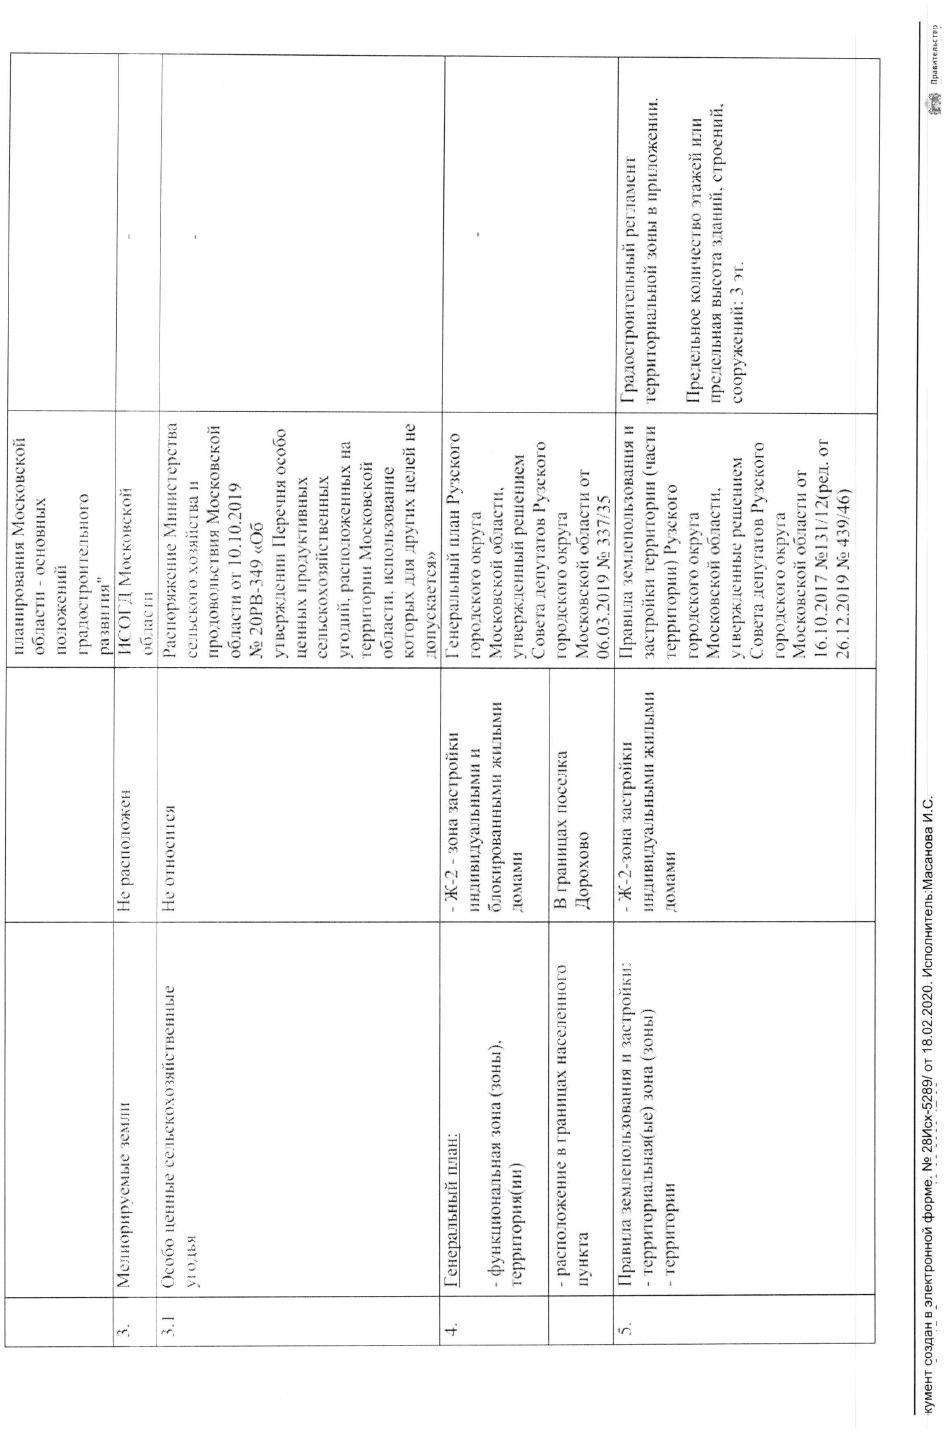 планирования Московской
области - основных
положений
градостроительного
развития"
3.
Мелиорируемые земли
Не расположен
ИСОГД Московской
области
-
3.1
Особо ценные сельскохозяйственные
угодья
Не относится
Распоряжение Министерства
сельского хозяйства и
продовольствия Московской
области от 10.10.2019
№ 20РВ-349 «Об
утверждении Перечня особо
ценных продуктивных
сельскохозяйственных
угодий, расположенных на
территории Московской
области, использование
которых для других целей не
допускается»
-
4.
Генеральный план:
- функциональная зона (зоны),
территория(ии)
- Ж-2 - зона застройки
индивидуальными и
блокированными жилыми
домами
Генеральный план Рузского
городского округа
Московской области,
утвержденный решением
Совета депутатов Рузского
городского округа
Московской области от
06.03.2019 № 337/35
-
- расположение в границах населенного
пункта
В границах поселка
Дорохово
5.
Правила землепользования и застройки:
- территориальная(ые) зона (зоны)
- территории
- Ж-2-зона застройки
индивидуальными жилыми
домами
Правила землепользования и
застройки территории (части
территории) Рузского
городского округа
Московской области,
утвержденные решением
Совета депутатов Рузского
городского округа
Московской области от
16.10.2017 №131/12(ред. от
26.12.2019 № 439/46)
Градостроительный регламент
территориальной зоны в приложении.
Предельное количество этажей или
предельная высота зданий, строений,
сооружений: 3 эт.
кумент создан в электронной форме. № 28Исх-5289/ от 18.02.2020. Исполнитель:Масанова И.С.
Правительстер